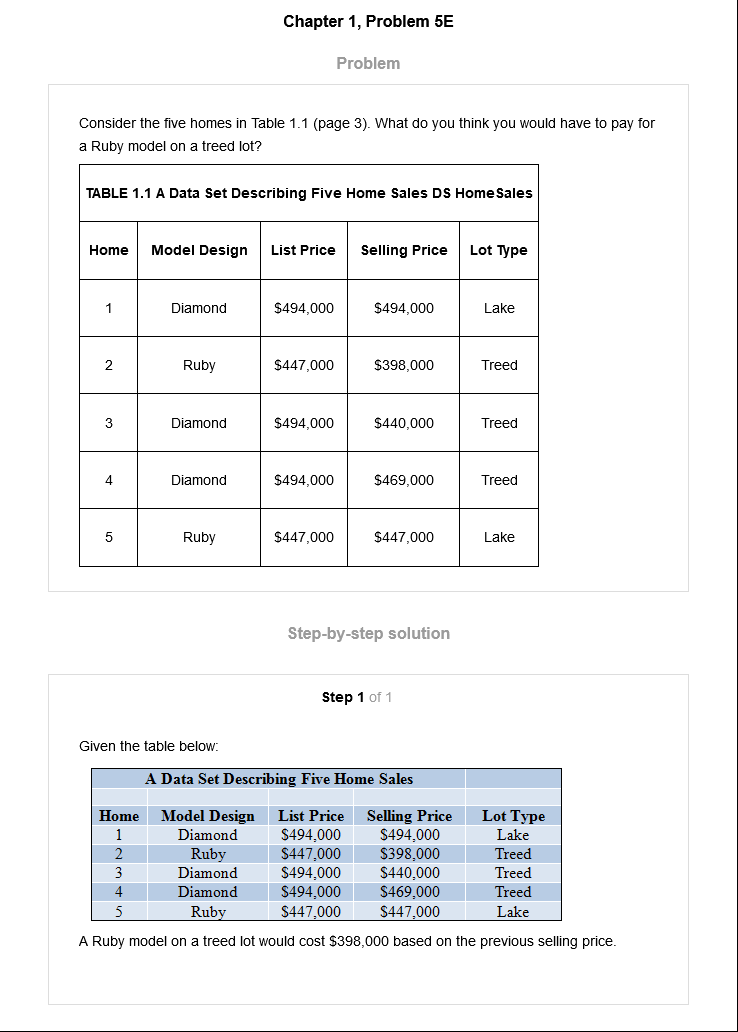 Chapter 1, Problem 5E
Problem
Consider the five homes in Table 1.1 (page 3). What do you think you would have to pay for
a Ruby model on a treed lot?
TABLE 1.1 A Data Set Describing Five Home Sales DS HomeSales
Home Model Design List Price Selling Price Lot Type
1 Diamond $494,000 $494,000 Lake
2 Ruby $447,000 $398,000 Treed
3 Diamond $494,000 $440,000 Treed
4 Diamond $494,000 $469,000 Treed
5 Ruby $447,000 $447,000 Lake
Step-by-step solution
Step 1 of 1
Given the table below:
A Data Set Describing Five Home Sales
Home Model Design List Price Selling Price Lot Type
1 Diamond $494,000 $494,000 Lake
2 Ruby $447,000 $398,000 Treed
3 Diamond $494,000 $440,000 Treed
4 Diamond $494,000 $469,000 Treed
5 Ruby $447,000 $447,000 Lake
A Ruby model on a treed lot would cost $398,000 based on the previous selling price.